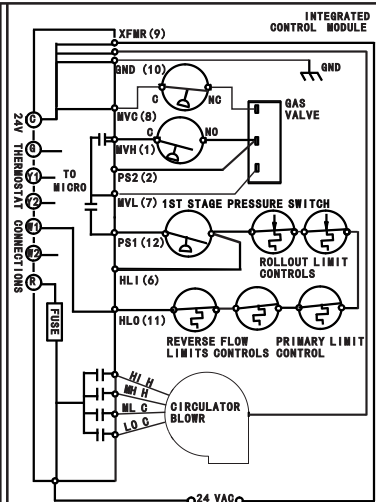 INTEGRATED
CONTROL MODULE
XFMR (9)
GND (10)
GND
C
NC
GAS
VALVE
MVC (8)
C
NO
MVH (1)
PS2 (2)
MVL (7)
1ST STAGE PRESSURE SWITCH
PS1 (12)
ROLLOUT LIMIT
CONTROLS
HLI (6)
HLO (11)
REVERSE FLOW
LIMITS CONTROLS
PRIMARY LIMIT
CONTROL
24V THERMOSTAT CONNECTIONS
C
G
Y1
Y2
W1
W2
R
TO
MICRO
FUSE
HI H
MH H
ML C
LO C
CIRCULATOR
BLOWR
24 VAC